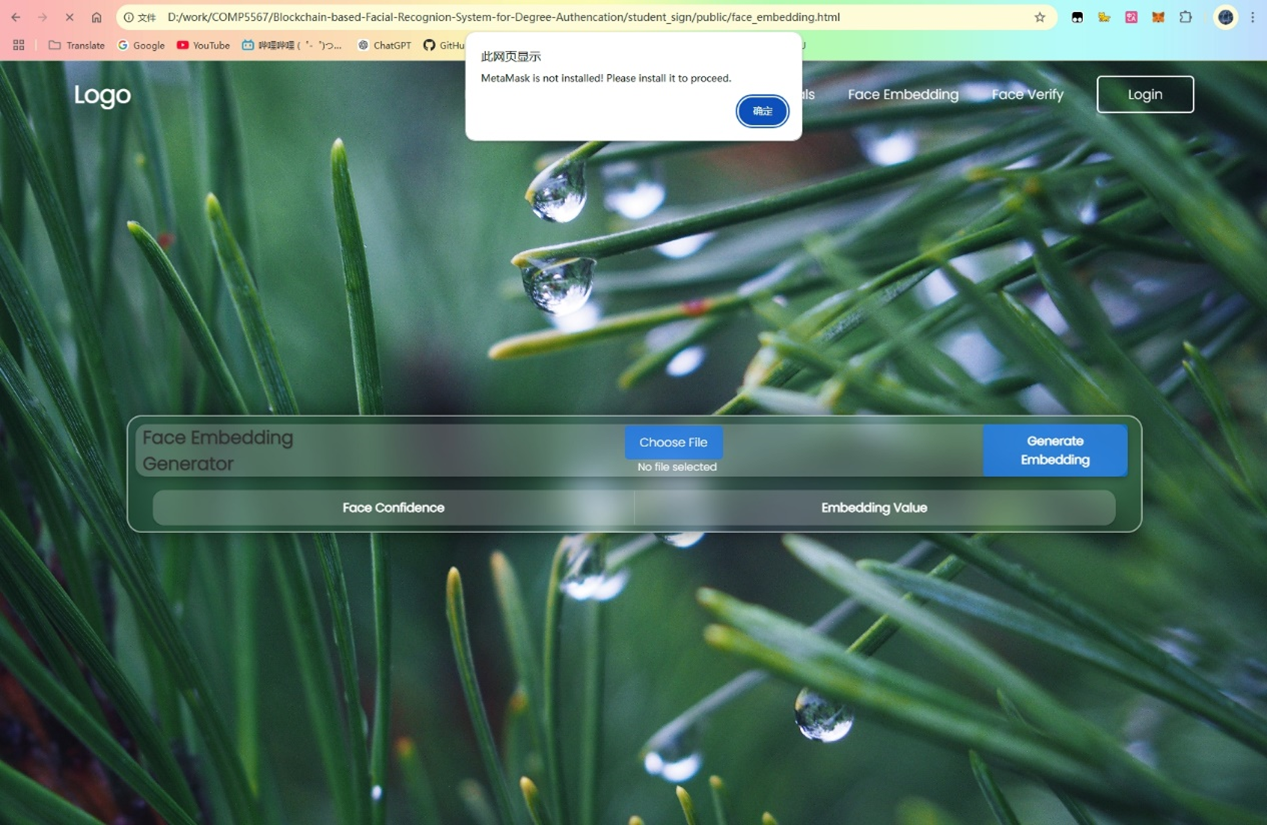 文件
D:/work/COMP5567/Blockchain-based-Facial-Recognion-System-for-Degree-Authencation/student_sign/public/face_embedding.html
Translate
Google
YouTube
哔哩哔哩 (゜-゜)つ...
ChatGPT
GitHu
此网页显示
MetaMask is not installed! Please install it to proceed.
确定
Logo
als
Face Embedding
Face Verify
Login
Face Embedding
Generator
Choose File
No file selected
Generate
Embedding
Face Confidence
Embedding Value